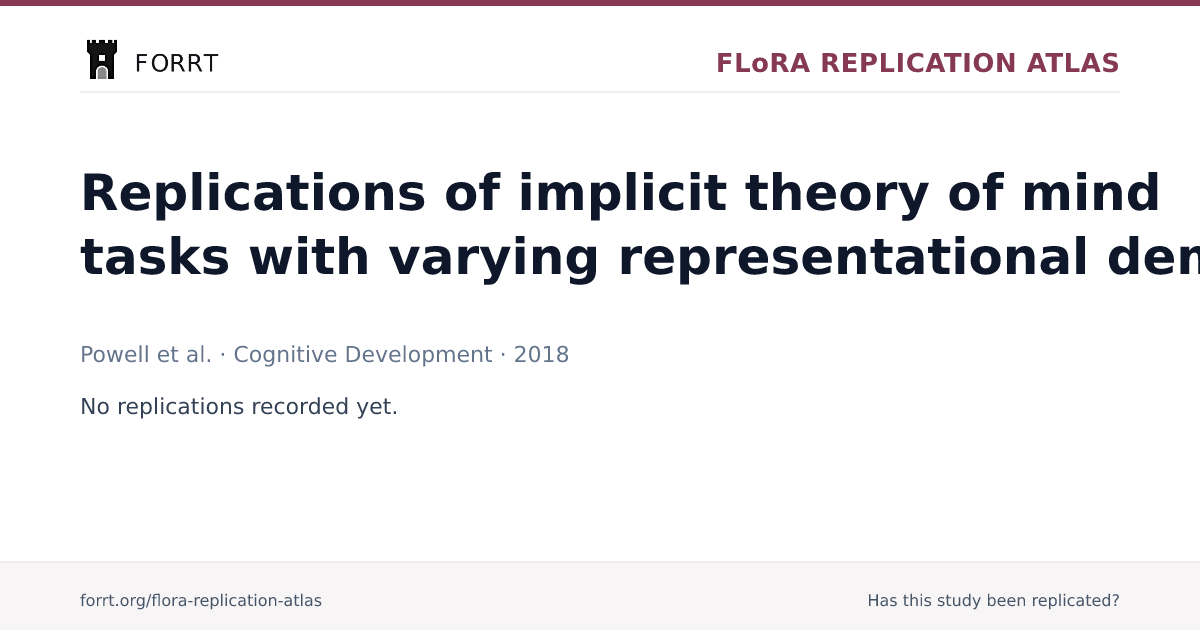 FORRT
FLoRA REPLICATION ATLAS
Replications of implicit theory of mind
tasks with varying representational
Powell et al. · Cognitive Development · 2018
No replications recorded yet.
forrt.org/flora-replication-atlas
Has this study been replicated?